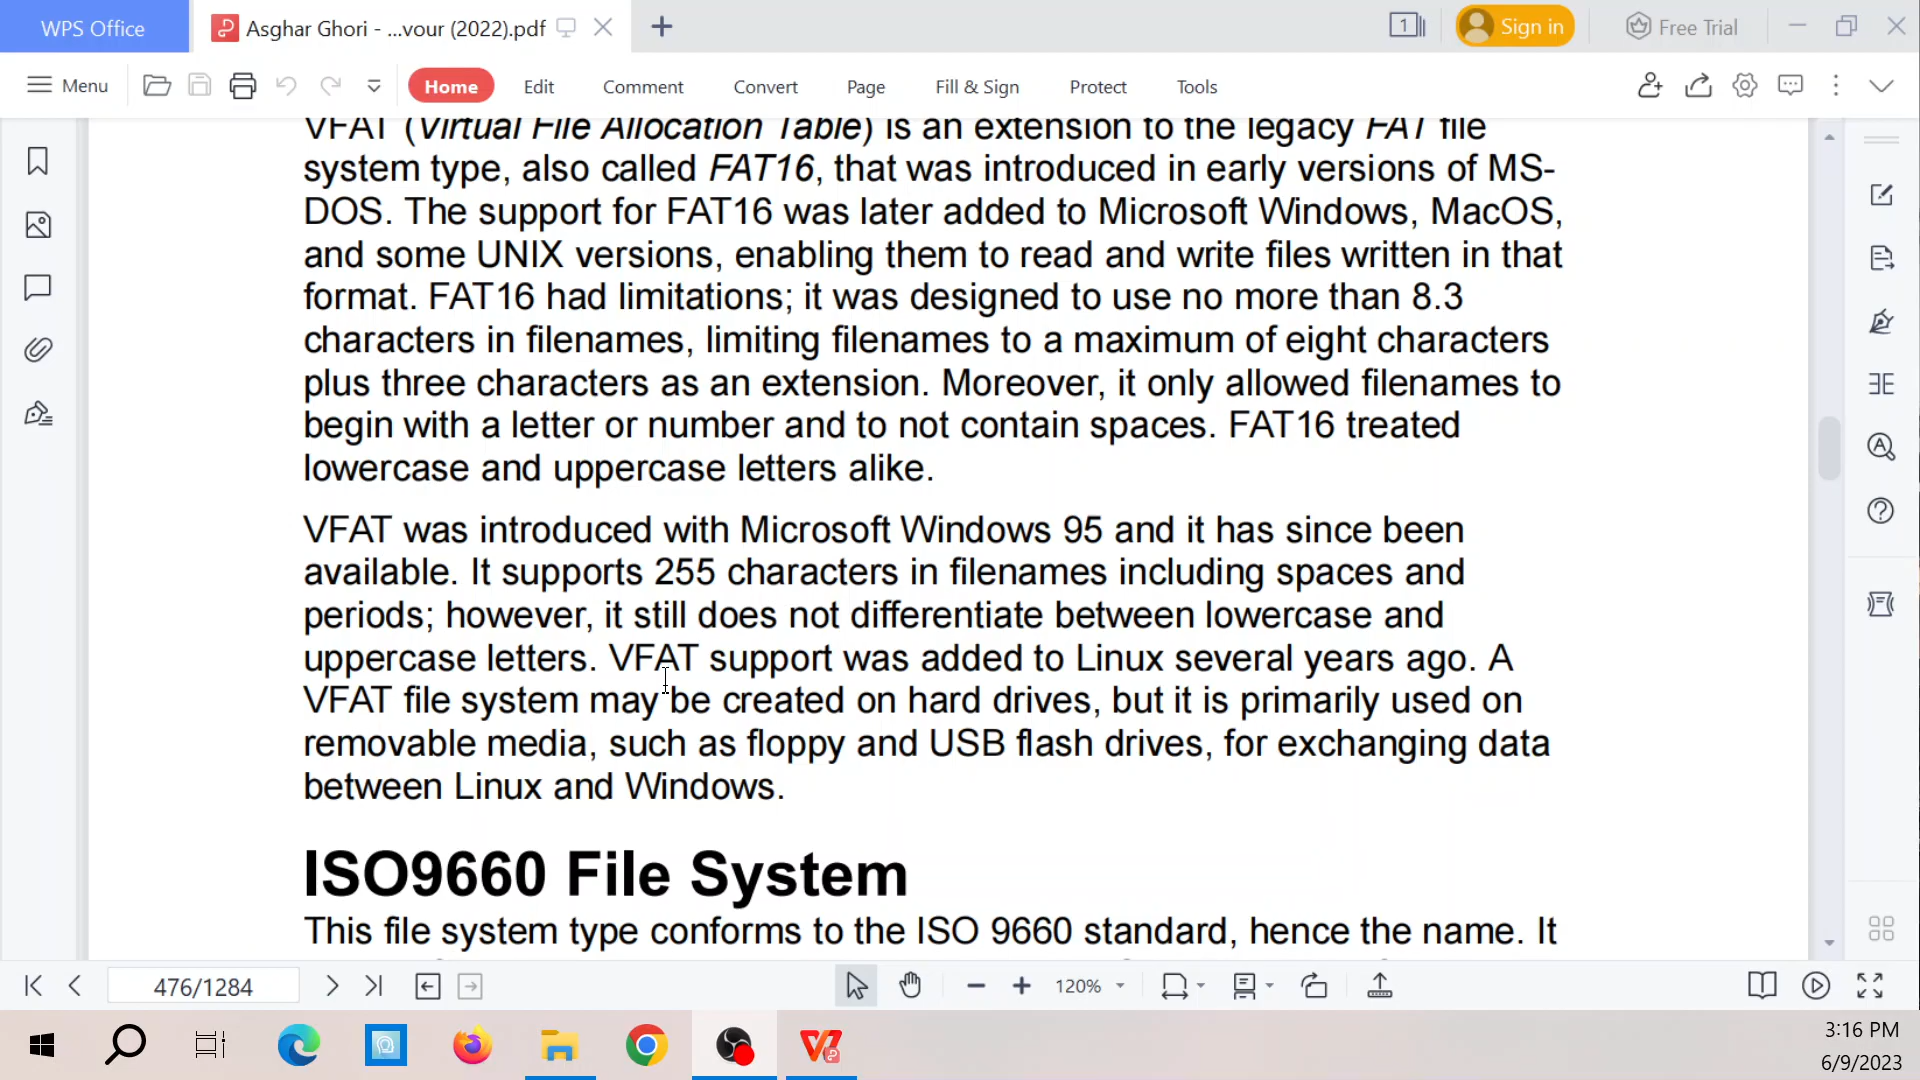 WPS Office
Asghar Ghori - ...vour (2022).pdf
1
Sign in
Free Trial
Menu
Home
Edit
Comment
Convert
Page
Fill & Sign
Protect
Tools
VFAT (Virtual File Allocation Table) is an extension to the legacy FAT file
system type, also called FAT16, that was introduced in early versions of MS-
DOS. The support for FAT16 was later added to Microsoft Windows, MacOS,
and some UNIX versions, enabling them to read and write files written in that
format. FAT16 had limitations; it was designed to use no more than 8.3
characters in filenames, limiting filenames to a maximum of eight characters
plus three characters as an extension. Moreover, it only allowed filenames to
begin with a letter or number and to not contain spaces. FAT16 treated
lowercase and uppercase letters alike.
VFAT was introduced with Microsoft Windows 95 and it has since been
available. It supports 255 characters in filenames including spaces and
periods; however, it still does not differentiate between lowercase and
uppercase letters. VFAT support was added to Linux several years ago. A
VFAT file system may be created on hard drives, but it is primarily used on
removable media, such as floppy and USB flash drives, for exchanging data
between Linux and Windows.
ISO9660 File System
This file system type conforms to the ISO 9660 standard, hence the name. It
476/1284
120%
3:16 PM
6/9/2023